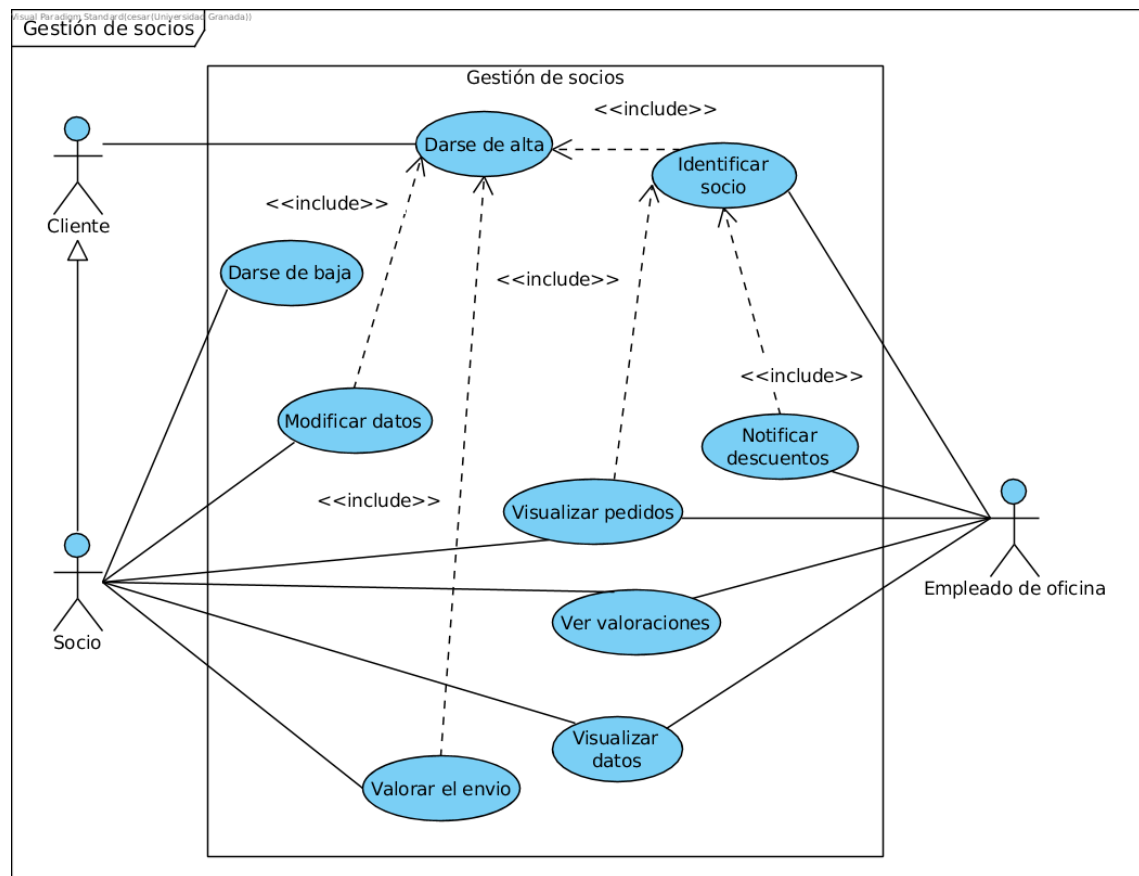 Visual Paradigm Standard(cesar(Universidad Granada))
Gestión de socios
Gestión de socios
<<include>>
Darse de alta
Identificar
socio
<<include>>
Cliente
Darse de baja
<<include>>
<<include>>
Modificar datos
Notificar
descuentos
<<include>>
Visualizar pedidos
Empleado de oficina
Ver valoraciones
Socio
Visualizar
datos
Valorar el envio